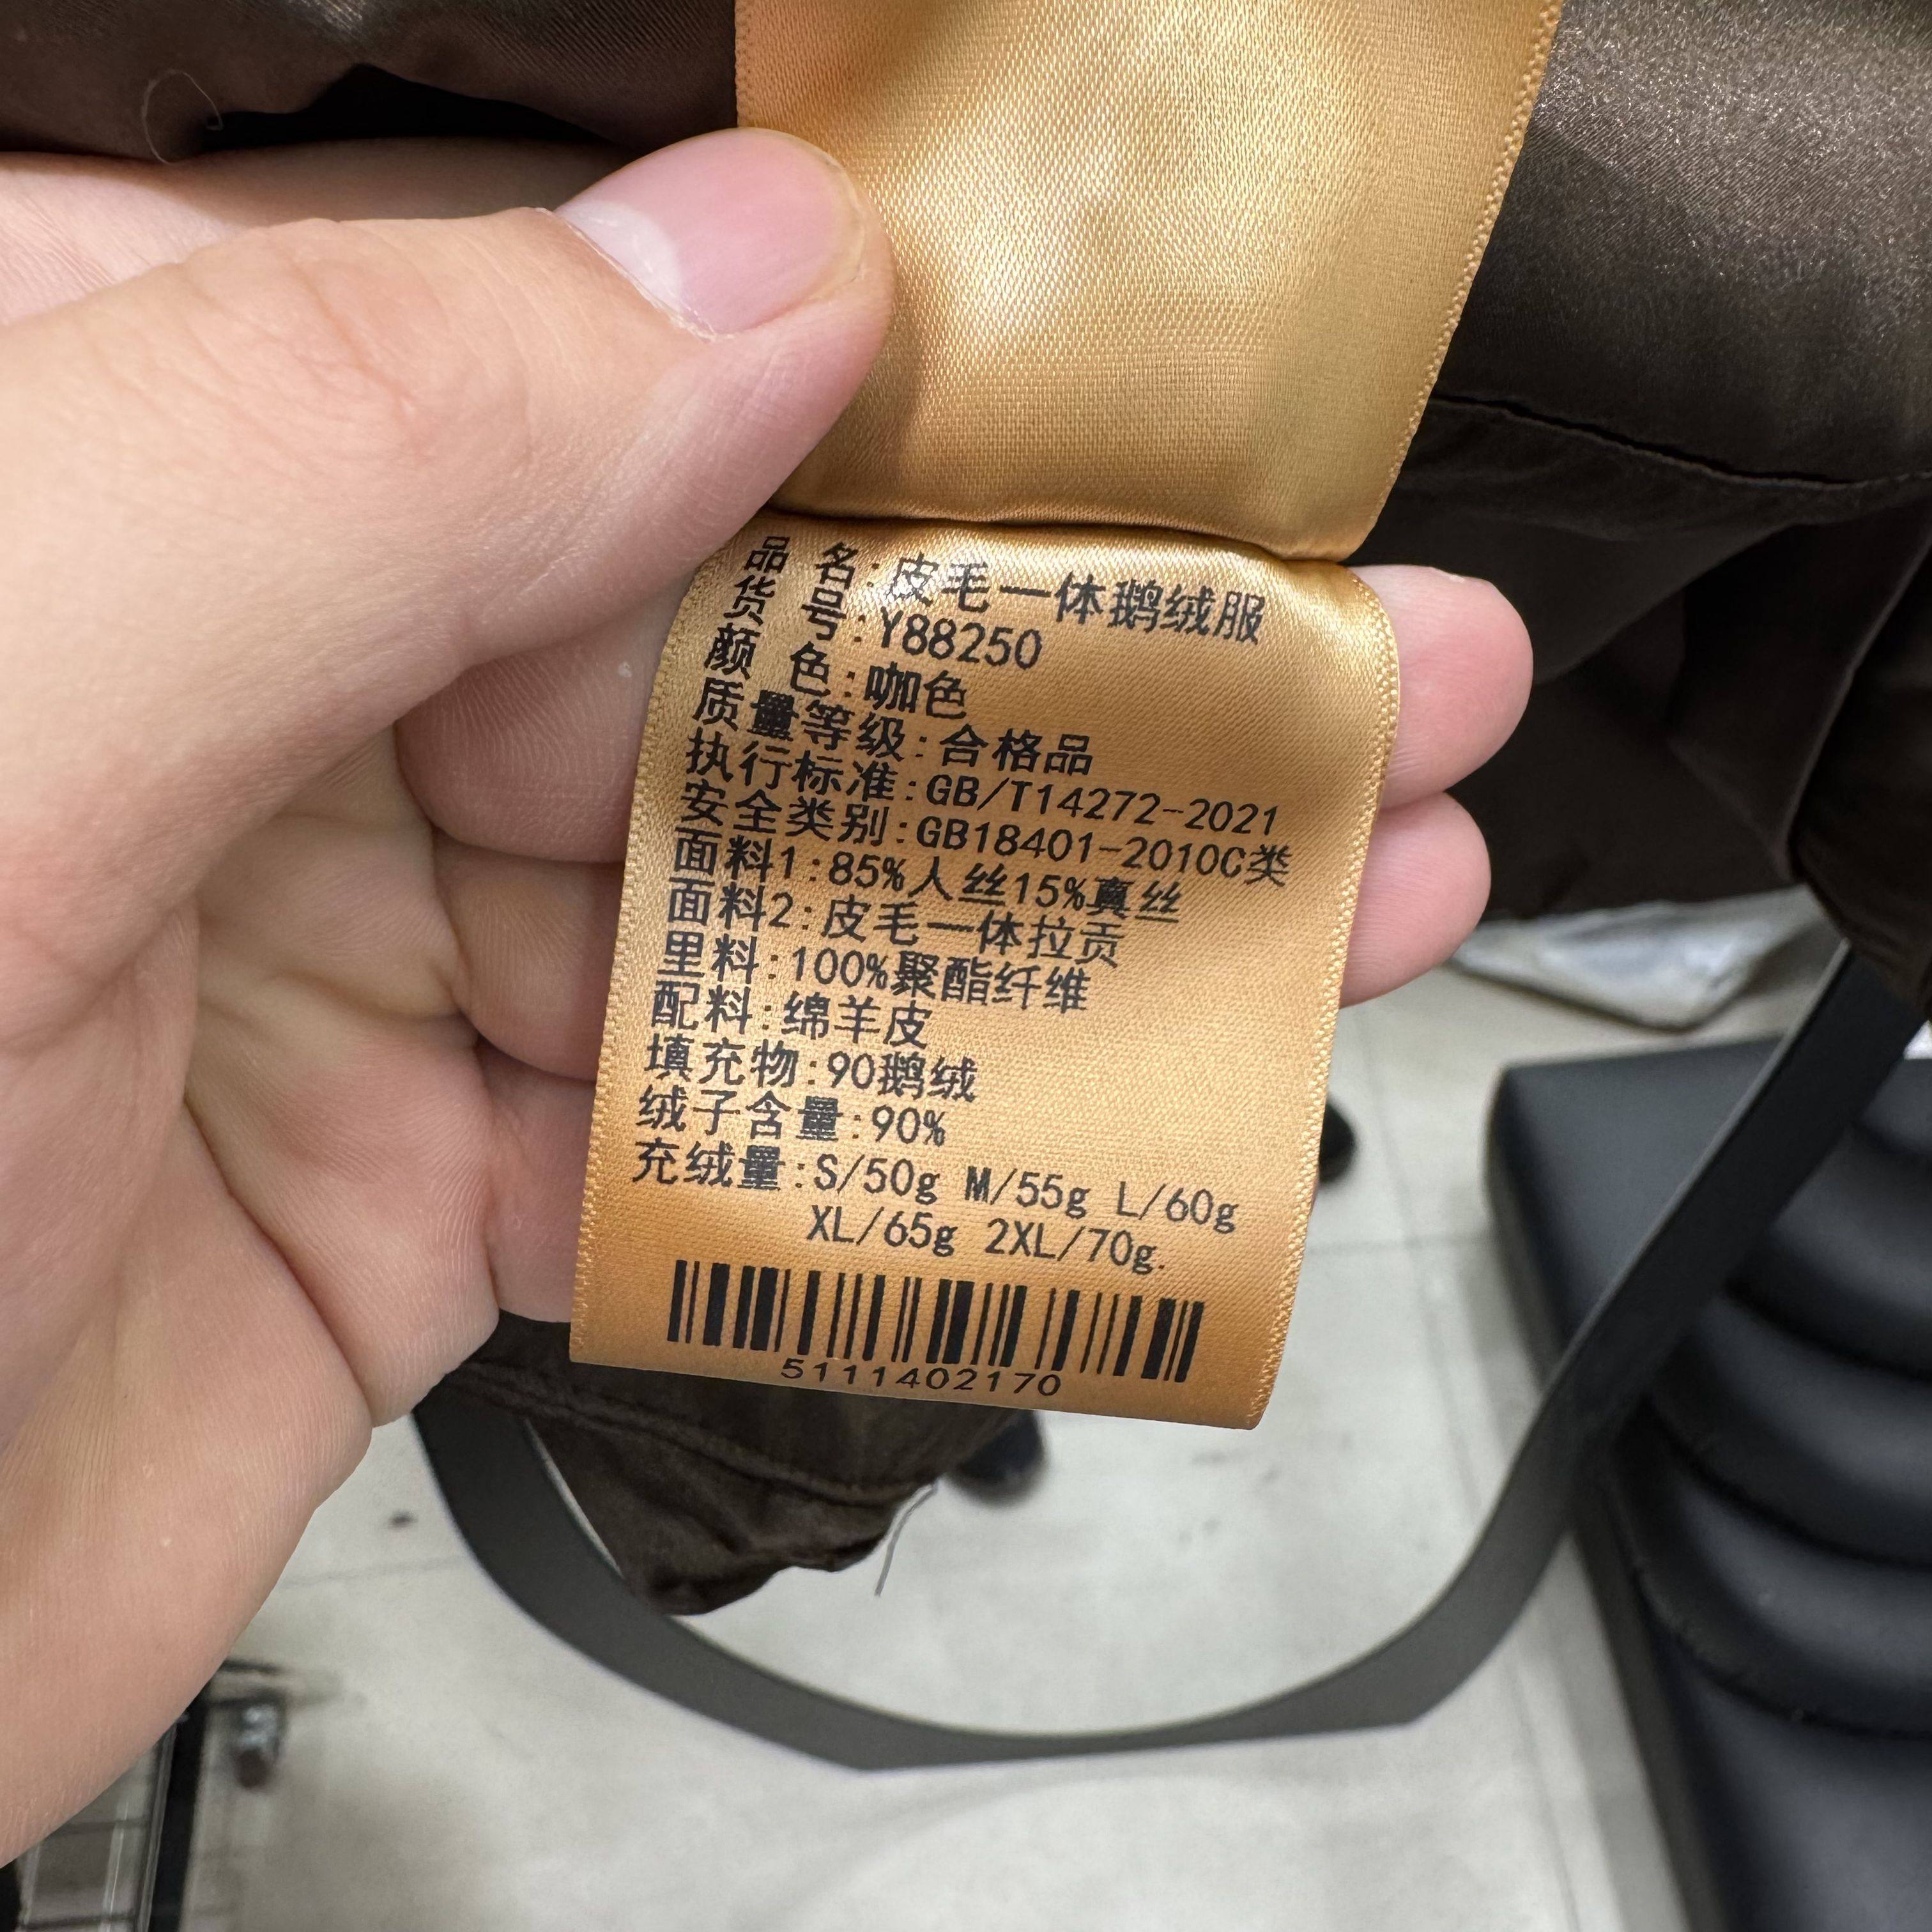 品 名:皮毛一体鹅绒服
货 号:Y88250
颜 色:咖色
质量等级:合格品
执行标准:GB/T14272-2021
安全类别:GB18401-2010C类
面料1:85%人丝15%真丝
面料2:皮毛一体拉贡
里料:100%聚酯纤维
配料:绵羊皮
填充物:90鹅绒
绒子含量:90%
充绒量:S/50g M/55g L/60g
XL/65g 2XL/70g.
5111402170